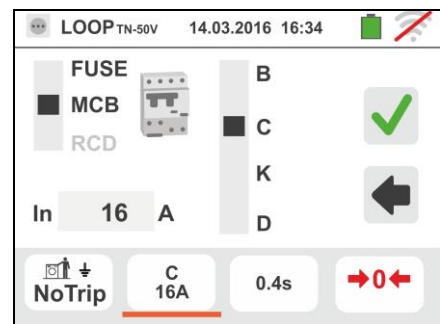 LOOP TN-50V 14.03.2016 16:34
FUSE
MCB
RCD
B
C
K
D
In 16 A
NoTrip
C
16A
0.4s
0